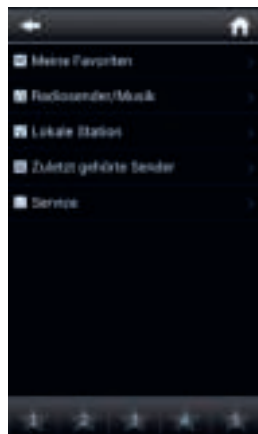 Meine Favoriten
Radiosender/Musik
Lokale Station
Zuletzt gehörte Sender
Service
1 2 3 4 5